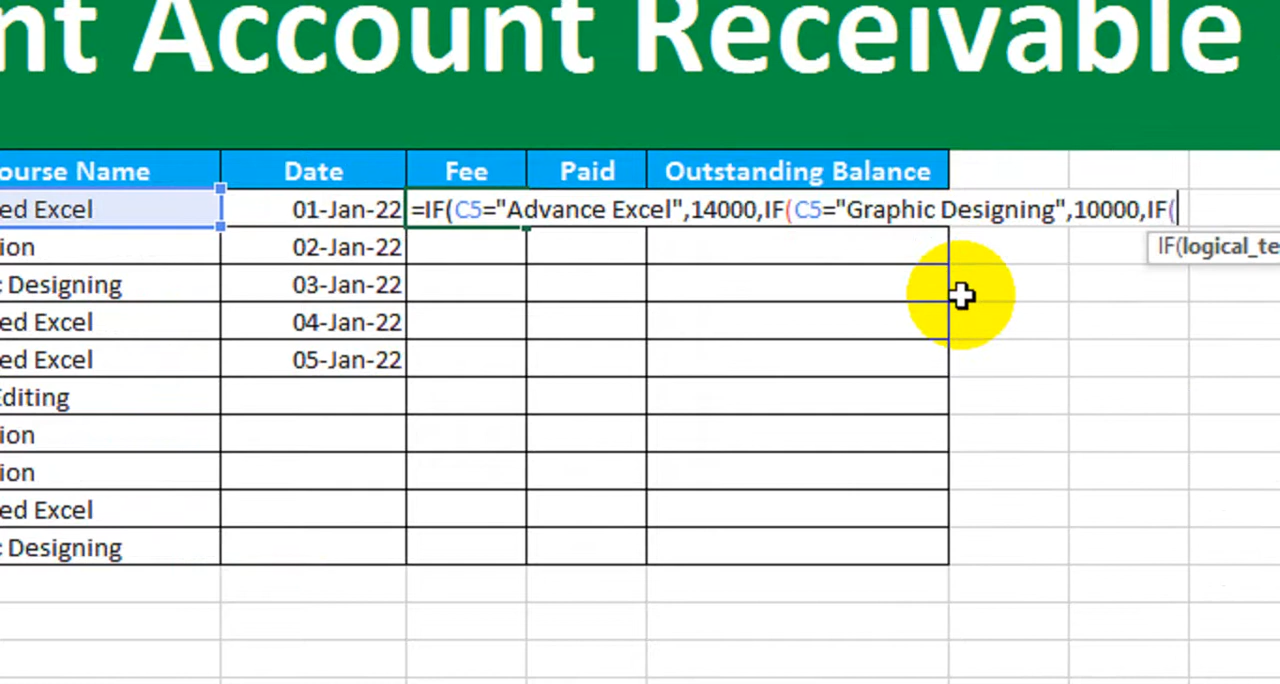 nt Account Receivable
ourse Name Date Fee Paid Outstanding Balance
ed Excel 01-Jan-22 =IF(C5="Advance Excel",14000,IF(C5="Graphic Designing",10000,IF(
ion 02-Jan-22 IF(logical_te
c Designing 03-Jan-22
ed Excel 04-Jan-22
ed Excel 05-Jan-22
Editing
ion
ion
ed Excel
c Designing